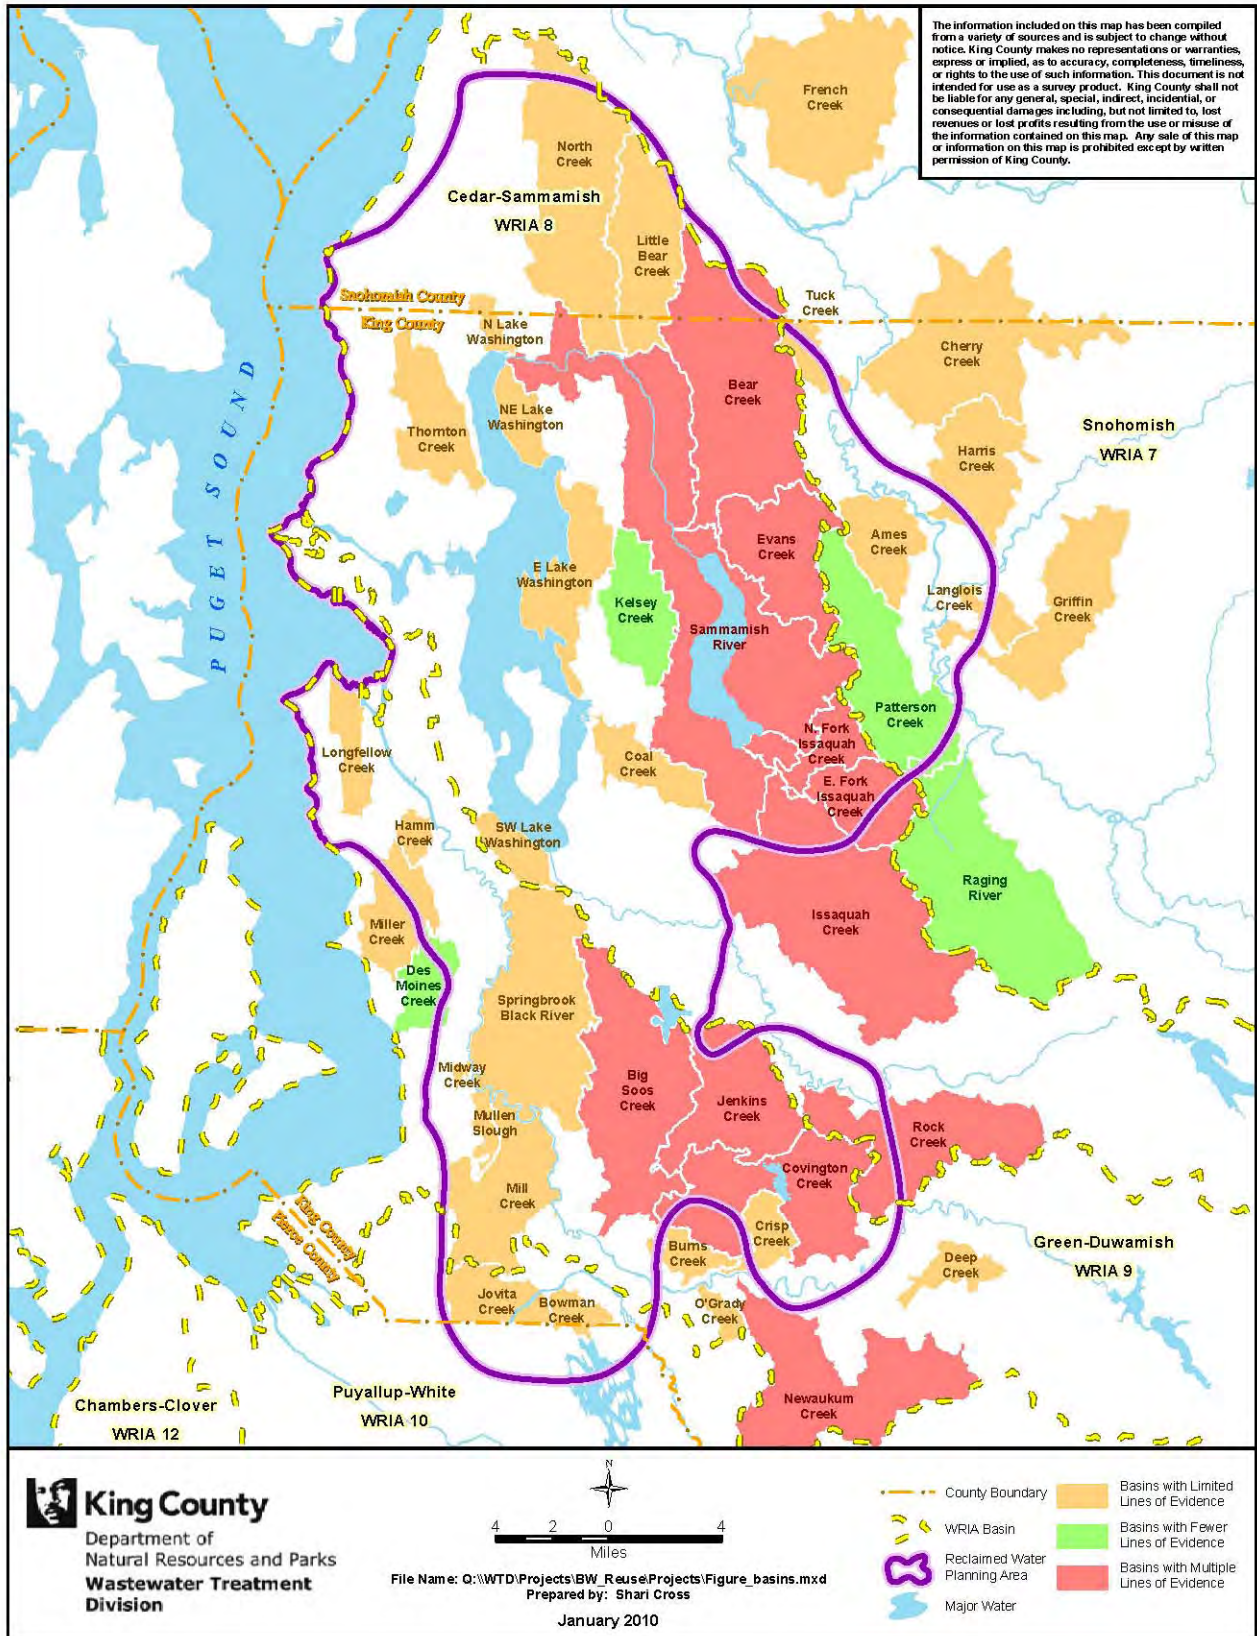 The information included on this map has been compiled
from a variety of sources and is subject to change without
notice. King County makes no representations or warranties,
express or implied, as to accuracy, completeness, timeliness,
or rights to the use of such information. This document is not
intended for use as a survey product. King County shall not
be liable for any general, special, indirect, incidental, or
consequential damages including, but not limited to, lost
revenues or lost profits resulting from the use or misuse of
the information contained on this map. Any sale of this map
or information on this map is prohibited except by written
permission of King County.
French
Creek
North
Creek
Cedar-Sammamish
WRIA 8
Little
Bear
Creek
Snohomish County
King County
Tuck
Creek
N Lake
Washington
Cherry
Creek
Bear
Creek
NE Lake
Washington
Thornton
Creek
Snohomish
WRIA 7
Harris
Creek
PUGET SOUND
Evans
Creek
Ames
Creek
E Lake
Washington
Kelsey
Creek
Langlois
Creek
Griffin
Creek
Sammamish
River
Patterson
Creek
N. Fork
Issaquah
Creek
Longfellow
Creek
Coal
Creek
E. Fork
Issaquah
Creek
Hamm
Creek
SW Lake
Washington
Raging
River
Miller
Creek
Issaquah
Creek
Des
Moines
Creek
Springbrook
Black River
Midway
Creek
Big
Soos
Creek
Jenkins
Creek
Mullen
Slough
Rock
Creek
Covington
Creek
Mill
Creek
King County
Pierce County
Crisp
Creek
Burns
Creek
Green-Duwamish
WRIA 9
Deep
Creek
Jovita
Creek
Bowman
Creek
O'Grady
Creek
Puyallup-White
WRIA 10
Chambers-Clover
WRIA 12
Newaukum
Creek
King County
Department of
Natural Resources and Parks
Wastewater Treatment
Division
N
4 2 0 4
Miles
File Name: Q:\\WTD\Projects\BW_Reuse\Projects\Figure_basins.mxd
Prepared by: Shari Cross
January 2010
County Boundary
WRIA Basin
Reclaimed Water
Planning Area
Major Water
Basins with Limited
Lines of Evidence
Basins with Fewer
Lines of Evidence
Basins with Multiple
Lines of Evidence